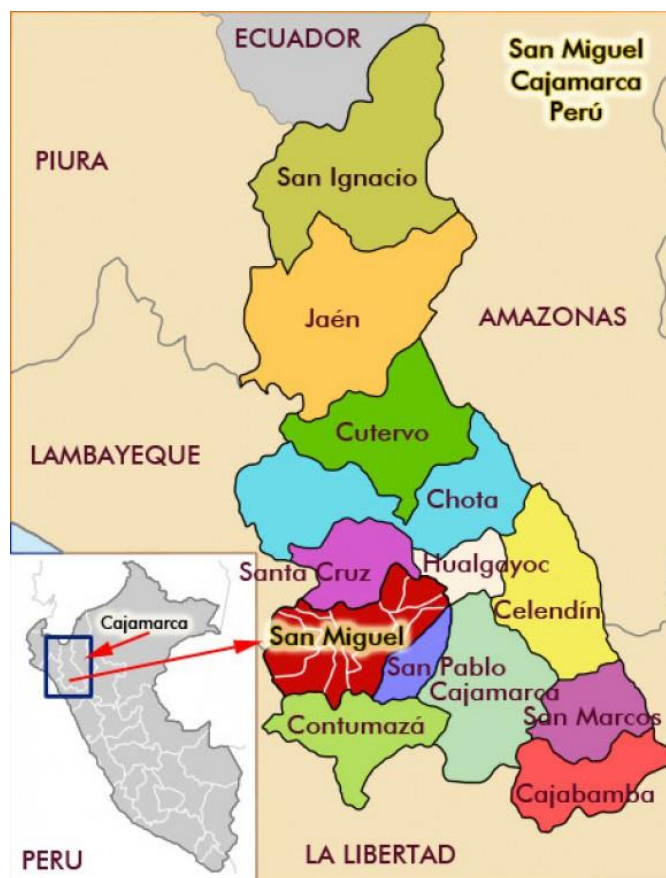 ECUADOR
San Miguel
Cajamarca
Perú
PIURA
San Ignacio
Jaén
AMAZONAS
Cutervo
LAMBAYEQUE
Chota
Hualgayoc
Santa Cruz
Celendín
Cajamarca
San Miguel
San Pablo
Cajamarca
San Marcos
Contumazá
Cajabamba
PERU
LA LIBERTAD